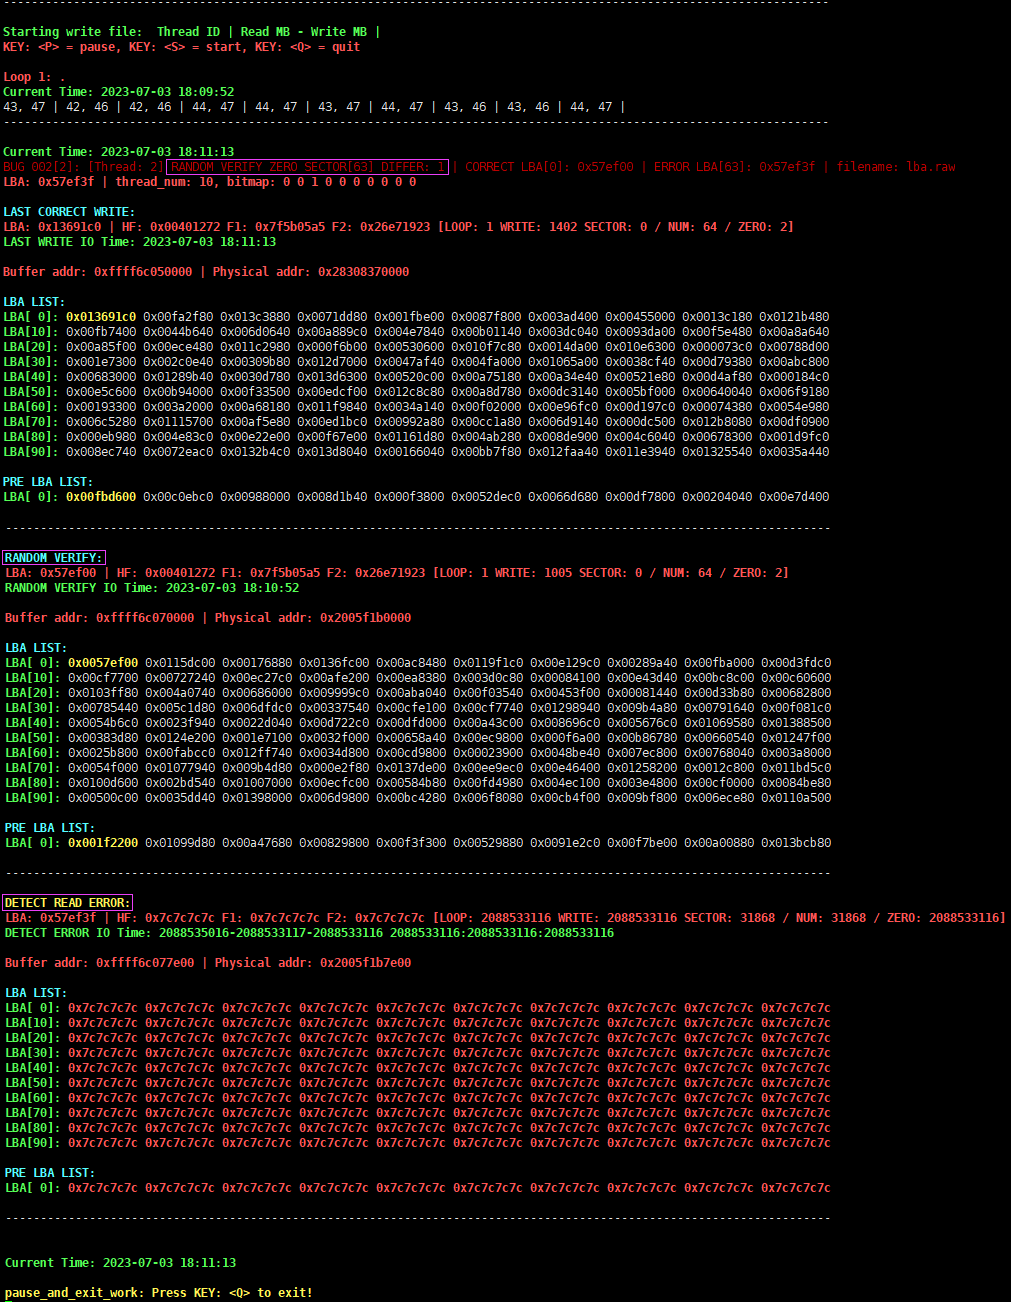 -----------------------------------------------------------------------------------------------------------------------
Starting write file:  Thread ID | Read MB - Write MB |
KEY: <P> = pause, KEY: <S> = start, KEY: <Q> = quit
Loop 1: .
Current Time: 2023-07-03 18:09:52
43, 47 | 42, 46 | 42, 46 | 44, 47 | 44, 47 | 43, 47 | 44, 47 | 43, 46 | 43, 46 | 44, 47 |
-----------------------------------------------------------------------------------------------------------------------
Current Time: 2023-07-03 18:11:13
BUG 002[2]: [Thread: 2] RANDOM VERIFY ZERO SECTOR[63] DIFFER: 1 | CORRECT LBA[0]: 0x57ef00 | ERROR LBA[63]: 0x57ef3f | filename: lba.raw
LBA: 0x57ef3f | thread_num: 10, bitmap: 0 0 1 0 0 0 0 0 0 0
LAST CORRECT WRITE:
LBA: 0x13691c0 | HF: 0x00401272 F1: 0x7f5b05a5 F2: 0x26e71923 [LOOP: 1 WRITE: 1402 SECTOR: 0 / NUM: 64 / ZERO: 2]
LAST WRITE IO Time: 2023-07-03 18:11:13
Buffer addr: 0xffff6c050000 | Physical addr: 0x28308370000
LBA LIST:
LBA[ 0]: 0x013691c0 0x00fa2f80 0x013c3880 0x0071dd80 0x001fbe00 0x0087f800 0x003ad400 0x00455000 0x0013c180 0x0121b480
LBA[10]: 0x00fb7400 0x0044b640 0x006d0640 0x00a889c0 0x004e7840 0x00b01140 0x003dc040 0x0093da00 0x00f5e480 0x00a8a640
LBA[20]: 0x00a85f00 0x00ece480 0x011c2980 0x00f6b000 0x00530600 0x010f7c80 0x0014da00 0x010e6300 0x000073c0 0x00788d00
LBA[30]: 0x001e7300 0x002c0e40 0x00309b80 0x012d7000 0x0047af40 0x004fa000 0x01065a00 0x0038cf40 0x00d79380 0x00abc800
LBA[40]: 0x00683000 0x01289b40 0x0030d780 0x013d6300 0x00520c00 0x00a75180 0x00a34e40 0x00521e80 0x00d4af80 0x000184c0
LBA[50]: 0x00e5c600 0x00b94000 0x00f33500 0x00edcf00 0x012c8c80 0x00a8d780 0x00dc3140 0x005bf000 0x00640040 0x006f9180
LBA[60]: 0x00193300 0x003a2000 0x00a68180 0x011f9840 0x0034a140 0x00f02000 0x00e96fc0 0x00d197c0 0x00074380 0x0054e980
LBA[70]: 0x006c5280 0x01115700 0x00af5e80 0x00ed1bc0 0x00992a80 0x00cc1a80 0x006d9140 0x000dc500 0x012b8080 0x00df0900
LBA[80]: 0x000eb980 0x004e83c0 0x00e22e00 0x00f67e00 0x01161d80 0x004ab280 0x008de900 0x004c6040 0x00678300 0x001d9fc0
LBA[90]: 0x008ec740 0x0072eac0 0x0132b4c0 0x013d8040 0x00166040 0x00bb7f80 0x012faa40 0x011e3940 0x01325540 0x0035a440
PRE LBA LIST:
LBA[ 0]: 0x00fbd600 0x00c0ebc0 0x00988000 0x008d1b40 0x000f3800 0x0052dec0 0x0066d680 0x00df7800 0x00204040 0x00e7d400
-----------------------------------------------------------------------------------------------------------------------
RANDOM VERIFY:
LBA: 0x57ef00 | HF: 0x00401272 F1: 0x7f5b05a5 F2: 0x26e71923 [LOOP: 1 WRITE: 1005 SECTOR: 0 / NUM: 64 / ZERO: 2]
RANDOM VERIFY IO Time: 2023-07-03 18:10:52
Buffer addr: 0xffff6c070000 | Physical addr: 0x2005f1b0000
LBA LIST:
LBA[ 0]: 0x0057ef00 0x0115dc00 0x00176880 0x0136fc00 0x00ac8480 0x0119f1c0 0x00e129c0 0x00289a40 0x00fba000 0x00d3fdc0
LBA[10]: 0x00cf7700 0x00727240 0x00ec27c0 0x00afe200 0x00ea8380 0x003d0c80 0x00084100 0x00e43d40 0x00bc8c00 0x00c60600
LBA[20]: 0x0103ff80 0x004a0740 0x00686000 0x009999c0 0x00aba040 0x00f03540 0x00453f00 0x00081440 0x00d33b80 0x00682800
LBA[30]: 0x00785440 0x005c1d80 0x006dfdc0 0x00337540 0x00cfe100 0x00cf7740 0x01298940 0x009b4a80 0x00791640 0x00f081c0
LBA[40]: 0x0054b6c0 0x0023f940 0x0022d040 0x00d722c0 0x00dfd000 0x00a43c00 0x008696c0 0x005676c0 0x01069580 0x01388500
LBA[50]: 0x00383d80 0x0124e200 0x001e7100 0x0032f000 0x00658a40 0x00ec9800 0x000f6a00 0x00b86780 0x00660540 0x01247f00
LBA[60]: 0x0025b800 0x00fabcc0 0x012ff740 0x0034d800 0x00cd9800 0x00023900 0x0048be40 0x007ec800 0x00768040 0x003a8000
LBA[70]: 0x0054f000 0x01077940 0x009b4d80 0x000e2f80 0x0137de00 0x00ee9ec0 0x00e46400 0x01258200 0x0012c800 0x011bd5c0
LBA[80]: 0x0100d600 0x002bd540 0x01007000 0x00ecfc00 0x00584b80 0x00fd4980 0x004ec100 0x003e4800 0x00cf0000 0x0084be80
LBA[90]: 0x00500c00 0x0035dd40 0x01398000 0x006d9800 0x00bc4280 0x006f8080 0x00cb4f00 0x009bf800 0x006ece80 0x0110a500
PRE LBA LIST:
LBA[ 0]: 0x001f2200 0x01099d80 0x00a47680 0x00829800 0x00f3f300 0x00529880 0x0091e2c0 0x00f7be00 0x00a00880 0x013bcb80
-----------------------------------------------------------------------------------------------------------------------
DETECT READ ERROR:
LBA: 0x57ef3f | HF: 0x7c7c7c7c F1: 0x7c7c7c7c F2: 0x7c7c7c7c [LOOP: 2088533116 WRITE: 2088533116 SECTOR: 31868 / NUM: 31868 / ZERO: 2088533116]
DETECT ERROR IO Time: 2088535016-2088533117-2088533116 2088533116:2088533116:2088533116
Buffer addr: 0xffff6c077e00 | Physical addr: 0x2005f1b7e00
LBA LIST:
LBA[ 0]: 0x7c7c7c7c 0x7c7c7c7c 0x7c7c7c7c 0x7c7c7c7c 0x7c7c7c7c 0x7c7c7c7c 0x7c7c7c7c 0x7c7c7c7c 0x7c7c7c7c 0x7c7c7c7c
LBA[10]: 0x7c7c7c7c 0x7c7c7c7c 0x7c7c7c7c 0x7c7c7c7c 0x7c7c7c7c 0x7c7c7c7c 0x7c7c7c7c 0x7c7c7c7c 0x7c7c7c7c 0x7c7c7c7c
LBA[20]: 0x7c7c7c7c 0x7c7c7c7c 0x7c7c7c7c 0x7c7c7c7c 0x7c7c7c7c 0x7c7c7c7c 0x7c7c7c7c 0x7c7c7c7c 0x7c7c7c7c 0x7c7c7c7c
LBA[30]: 0x7c7c7c7c 0x7c7c7c7c 0x7c7c7c7c 0x7c7c7c7c 0x7c7c7c7c 0x7c7c7c7c 0x7c7c7c7c 0x7c7c7c7c 0x7c7c7c7c 0x7c7c7c7c
LBA[40]: 0x7c7c7c7c 0x7c7c7c7c 0x7c7c7c7c 0x7c7c7c7c 0x7c7c7c7c 0x7c7c7c7c 0x7c7c7c7c 0x7c7c7c7c 0x7c7c7c7c 0x7c7c7c7c
LBA[50]: 0x7c7c7c7c 0x7c7c7c7c 0x7c7c7c7c 0x7c7c7c7c 0x7c7c7c7c 0x7c7c7c7c 0x7c7c7c7c 0x7c7c7c7c 0x7c7c7c7c 0x7c7c7c7c
LBA[60]: 0x7c7c7c7c 0x7c7c7c7c 0x7c7c7c7c 0x7c7c7c7c 0x7c7c7c7c 0x7c7c7c7c 0x7c7c7c7c 0x7c7c7c7c 0x7c7c7c7c 0x7c7c7c7c
LBA[70]: 0x7c7c7c7c 0x7c7c7c7c 0x7c7c7c7c 0x7c7c7c7c 0x7c7c7c7c 0x7c7c7c7c 0x7c7c7c7c 0x7c7c7c7c 0x7c7c7c7c 0x7c7c7c7c
LBA[80]: 0x7c7c7c7c 0x7c7c7c7c 0x7c7c7c7c 0x7c7c7c7c 0x7c7c7c7c 0x7c7c7c7c 0x7c7c7c7c 0x7c7c7c7c 0x7c7c7c7c 0x7c7c7c7c
LBA[90]: 0x7c7c7c7c 0x7c7c7c7c 0x7c7c7c7c 0x7c7c7c7c 0x7c7c7c7c 0x7c7c7c7c 0x7c7c7c7c 0x7c7c7c7c 0x7c7c7c7c 0x7c7c7c7c
PRE LBA LIST:
LBA[ 0]: 0x7c7c7c7c 0x7c7c7c7c 0x7c7c7c7c 0x7c7c7c7c 0x7c7c7c7c 0x7c7c7c7c 0x7c7c7c7c 0x7c7c7c7c 0x7c7c7c7c 0x7c7c7c7c
-----------------------------------------------------------------------------------------------------------------------
Current Time: 2023-07-03 18:11:13
pause_and_exit_work: Press KEY: <Q> to exit!